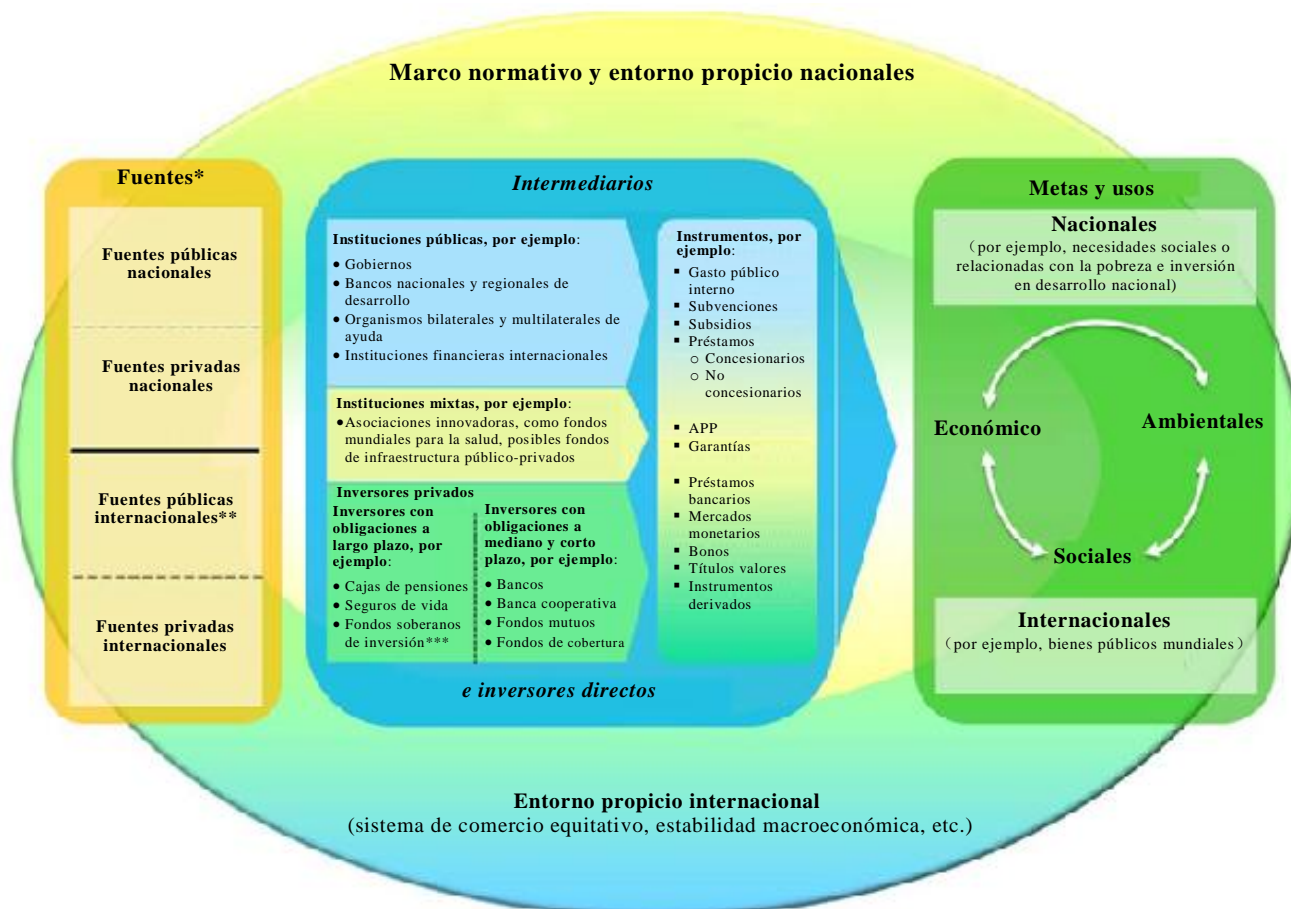 Marco normativo y entorno propicio nacionales
Fuentes*
Fuentes públicas
nacionales
Fuentes privadas
nacionales
Fuentes públicas
internacionales**
Fuentes privadas
internacionales
Intermediarios
Instituciones públicas, por ejemplo:
● Gobiernos
● Bancos nacionales y regionales de
desarrollo
● Organismos bilaterales y multilaterales de
ayuda
● Instituciones financieras internacionales
Instituciones mixtas, por ejemplo:
●Asociaciones innovadoras, como fondos
mundiales para la salud, posibles fondos
de infraestructura público-privados
Inversores privados
Inversores con
obligaciones a
largo plazo, por
ejemplo:
● Cajas de pensiones
● Seguros de vida
● Fondos soberanos
de inversión***
Inversores con
obligaciones a
mediano y corto
plazo, por ejemplo:
● Bancos
● Banca cooperativa
● Fondos mutuos
● Fondos de cobertura
e inversores directos
Instrumentos, por
ejemplo:
▪ Gasto público
interno
▪ Subvenciones
▪ Subsidios
▪ Préstamos
o Concesionarios
o No
concesionarios
▪ APP
▪ Garantías
▪ Préstamos
bancarios
▪ Mercados
monetarios
▪ Bonos
▪ Títulos valores
▪ Instrumentos
derivados
Metas y usos
Nacionales
(por ejemplo, necesidades sociales o
relacionadas con la pobreza e inversión
en desarrollo nacional)
Económico
Ambientales
Sociales
Internacionales
(por ejemplo, bienes públicos mundiales)
Entorno propicio internacional
(sistema de comercio equitativo, estabilidad macroeconómica, etc.)